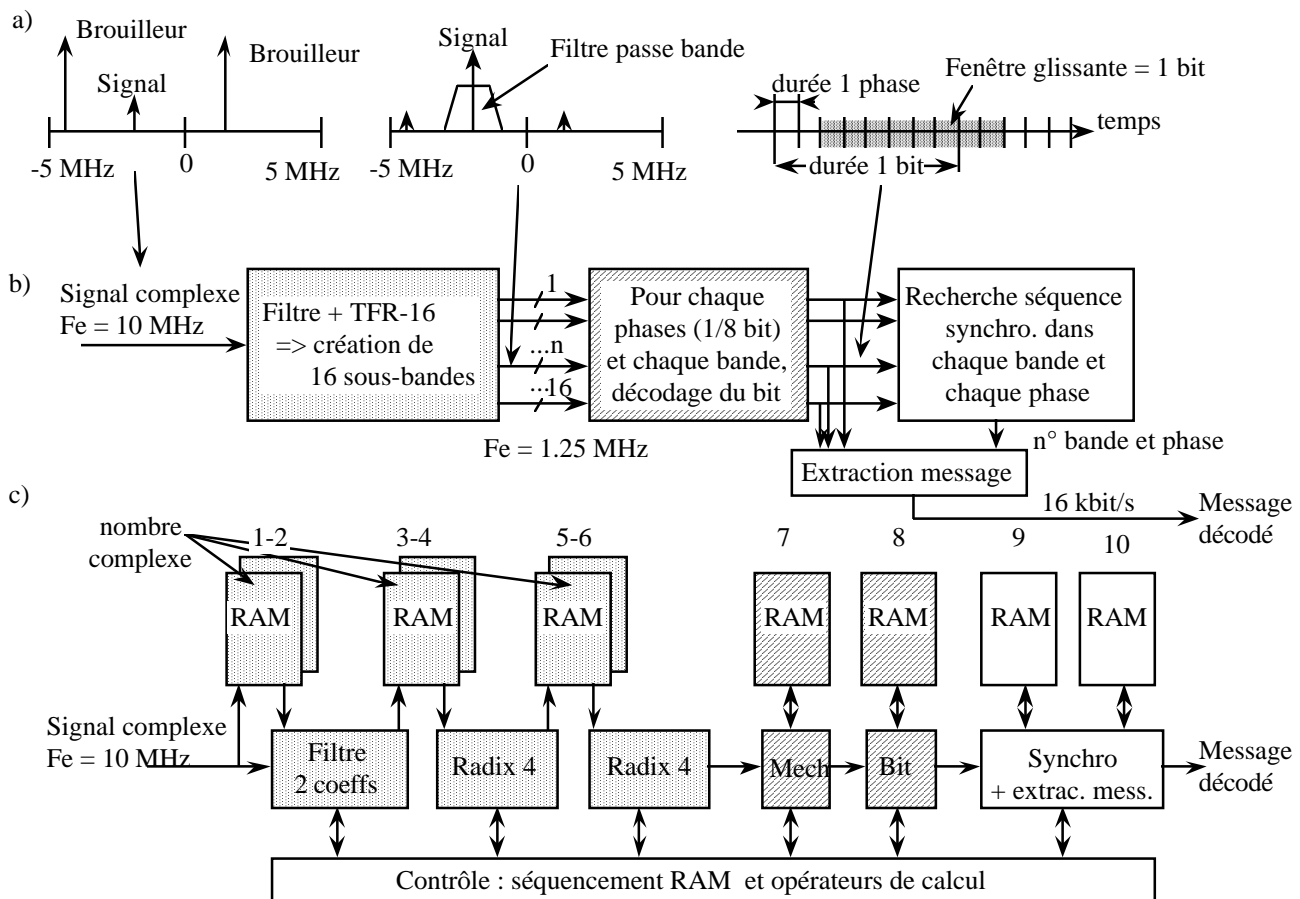 a)
Brouilleur
Brouilleur
Signal
-5 MHz
0
5 MHz
Signal
Filtre passe bande
-5 MHz
0
5 MHz
durée 1 phase
Fenêtre glissante = 1 bit
temps
durée 1 bit
b)
Signal complexe
Fe = 10 MHz
Filtre + TFR-16
=> création de
16 sous-bandes
1
...n
...16
Fe = 1.25 MHz
Pour chaque
phases (1/8 bit)
et chaque bande,
décodage du bit
Recherche séquence
synchro. dans
chaque bande et
chaque phase
n° bande et phase
Extraction message
16 kbit/s
Message
décodé
c)
nombre
complexe
1-2
3-4
5-6
7
8
9
10
RAM
RAM
RAM
RAM
RAM
RAM
RAM
Signal complexe
Fe = 10 MHz
Filtre
2 coeffs
Radix 4
Radix 4
Mech
Bit
Synchro
+ extrac. mess.
Message
décodé
Contrôle : séquencement RAM et opérateurs de calcul